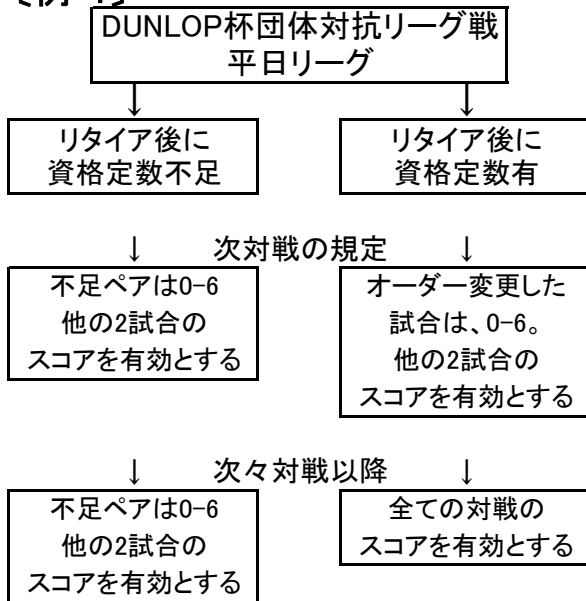 DUNLOP杯団体対抗リーグ戦
平日リーグ
↓ ↓
リタイア後に
資格定数不足
リタイア後に
資格定数有
↓ 次対戦の規定 ↓
不足ペアは0-6
他の2試合の
スコアを有効とする
オーダー変更した
試合は、0-6。
他の2試合の
スコアを有効とする
↓ 次々対戦以降 ↓
不足ペアは0-6
他の2試合の
スコアを有効とする
全ての対戦の
スコアを有効とする